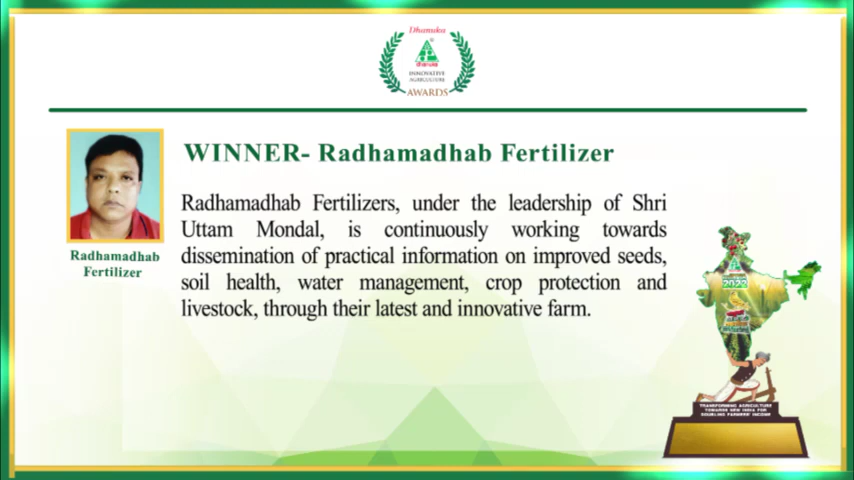 Dhanuka
dhanuka
INNOVATIVE
AGRICULTURE
AWARDS
WINNER- Radhamadhab Fertilizer
Radhamadhab
Fertilizer
Radhamadhab Fertilizers, under the leadership of Shri
Uttam Mondal, is continuously working towards
dissemination of practical information on improved seeds,
soil health, water management, crop protection and
livestock, through their latest and innovative farm.
2022
TRANSFORMING AGRICULTURE
TOWARDS NEW INDIA FOR
DOUBLING FARMERS' INCOME